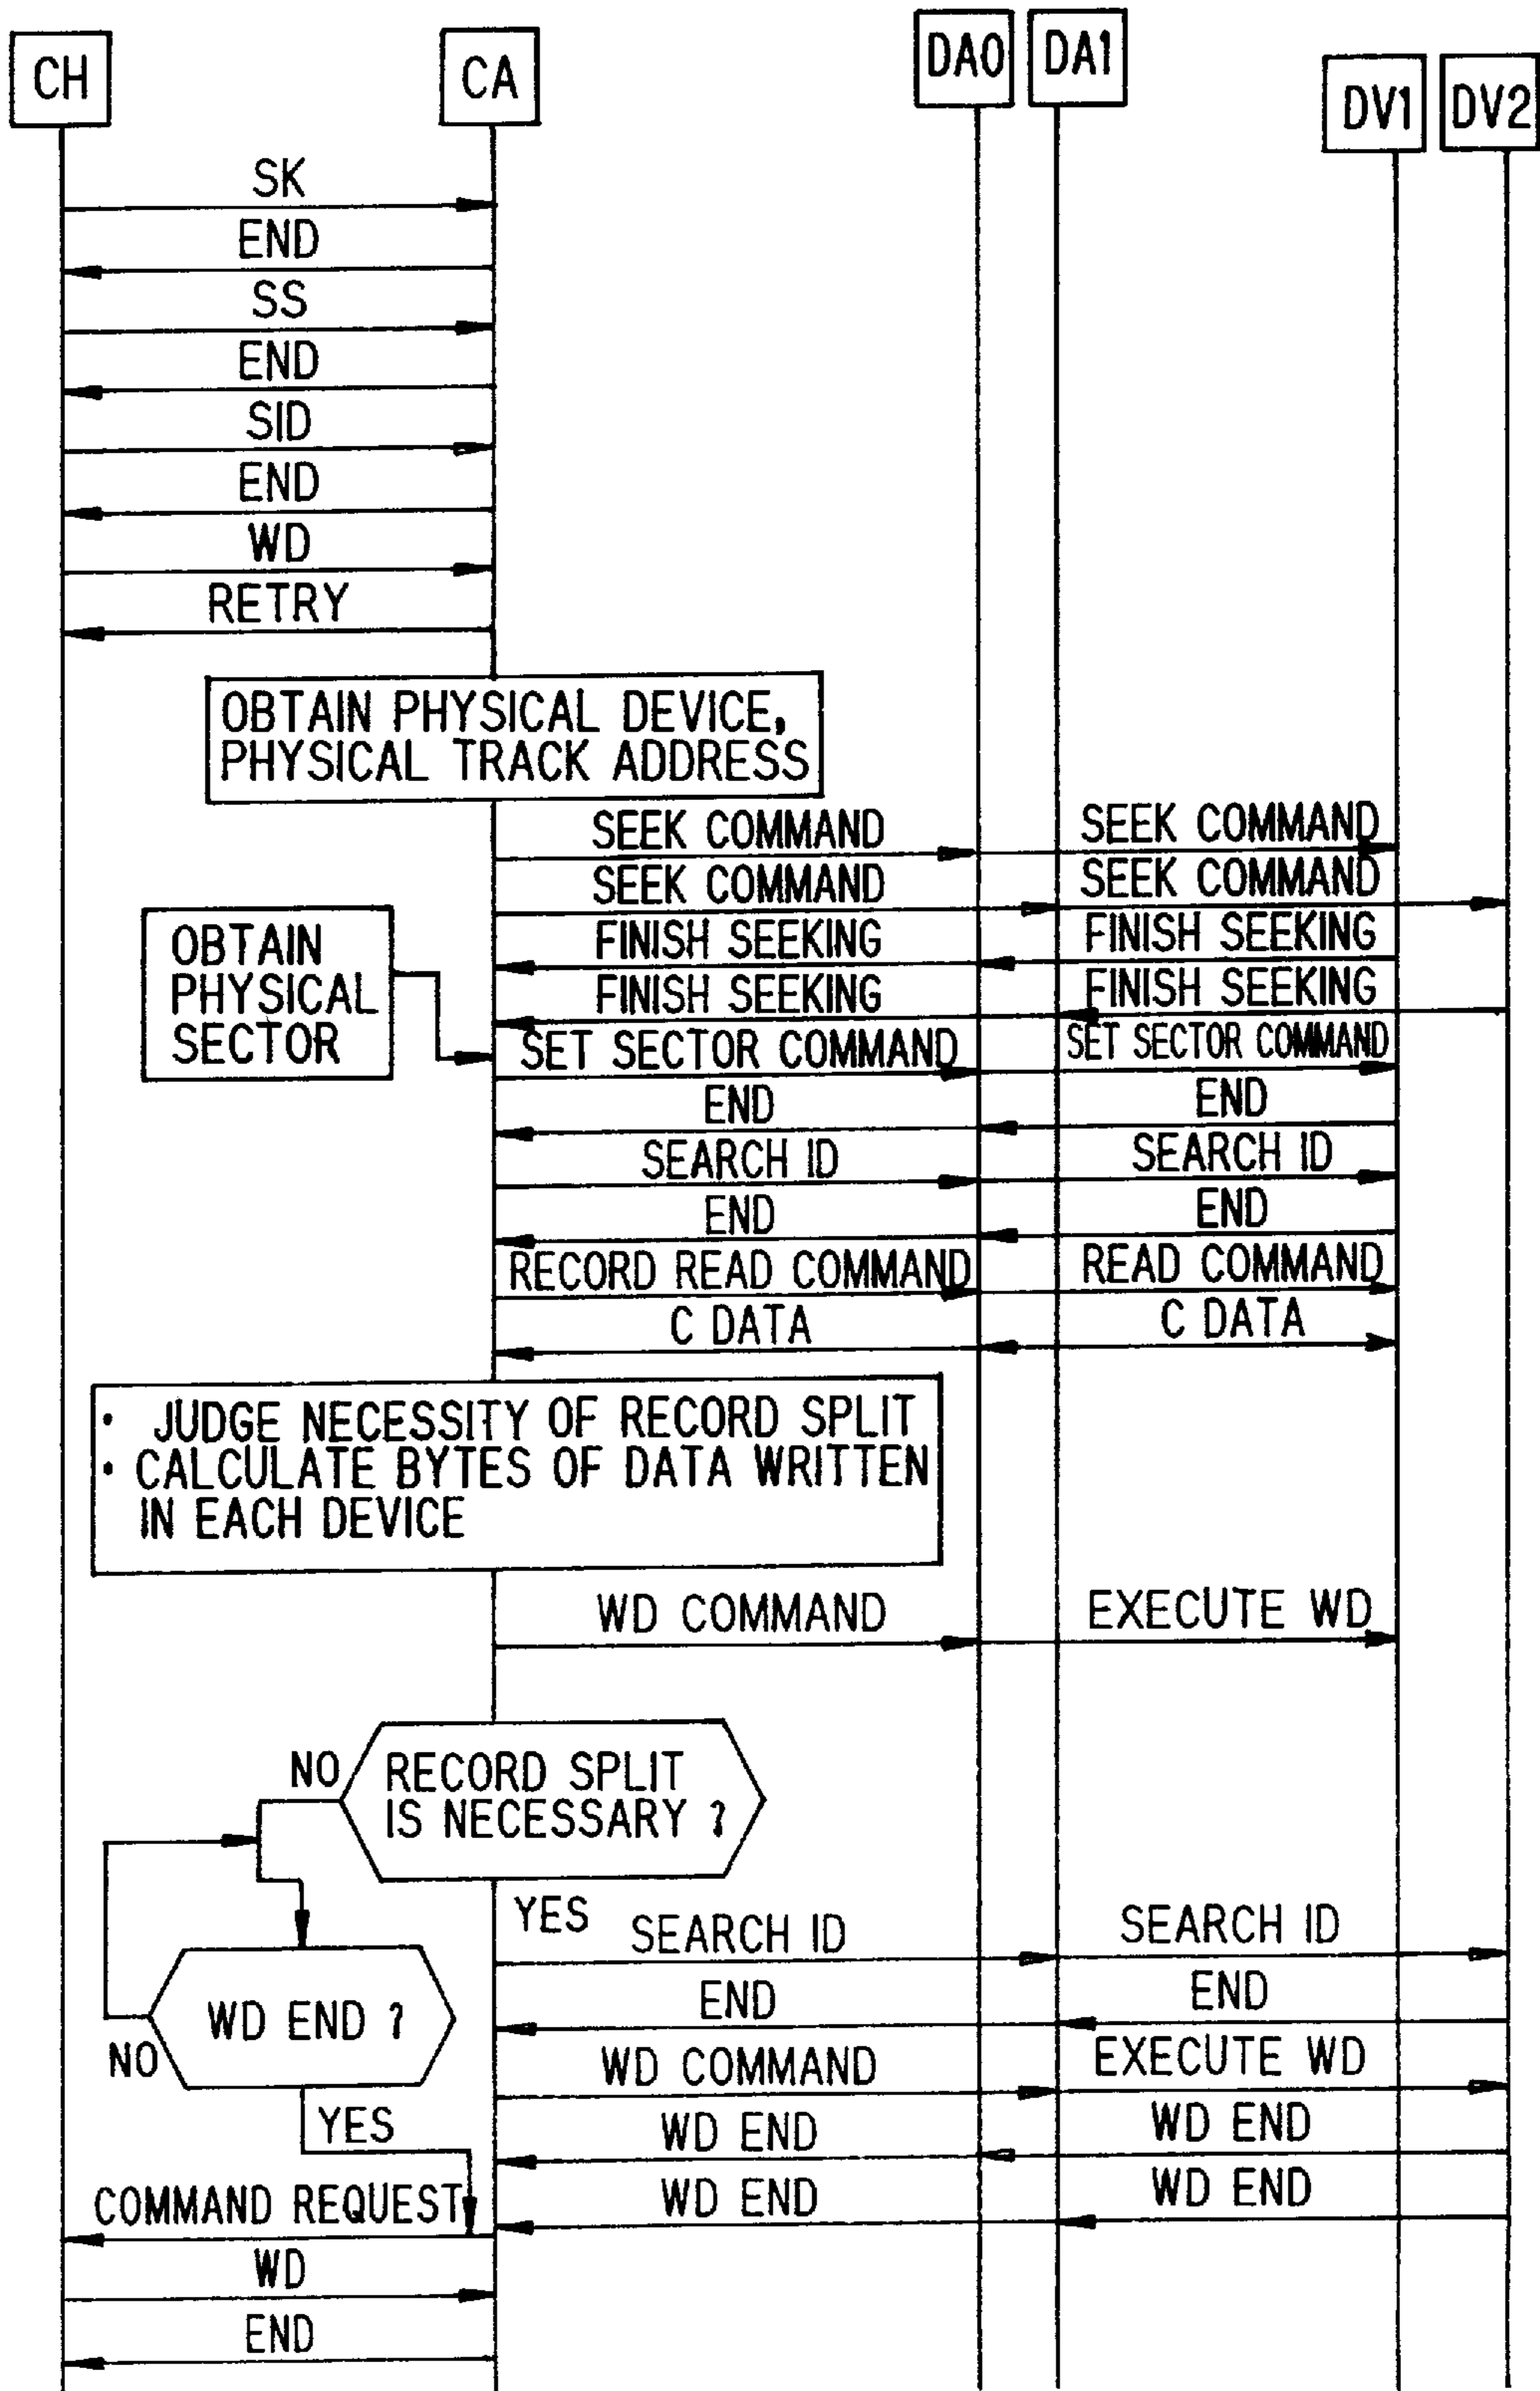 CH
CA
DA0
DA1
DV1
DV2
SK
END
SS
END
SID
END
WD
RETRY
OBTAIN PHYSICAL DEVICE,
PHYSICAL TRACK ADDRESS
SEEK COMMAND
SEEK COMMAND
SEEK COMMAND
SEEK COMMAND
OBTAIN
PHYSICAL
SECTOR
FINISH SEEKING
FINISH SEEKING
FINISH SEEKING
FINISH SEEKING
SET SECTOR COMMAND
SET SECTOR COMMAND
END
END
SEARCH ID
SEARCH ID
END
END
RECORD READ COMMAND
READ COMMAND
C DATA
C DATA
· JUDGE NECESSITY OF RECORD SPLIT
· CALCULATE BYTES OF DATA WRITTEN
IN EACH DEVICE
WD COMMAND
EXECUTE WD
NO
RECORD SPLIT
IS NECESSARY ?
YES
SEARCH ID
SEARCH ID
WD END ?
NO
END
END
WD COMMAND
EXECUTE WD
YES
WD END
WD END
COMMAND REQUEST
WD END
WD END
WD
END